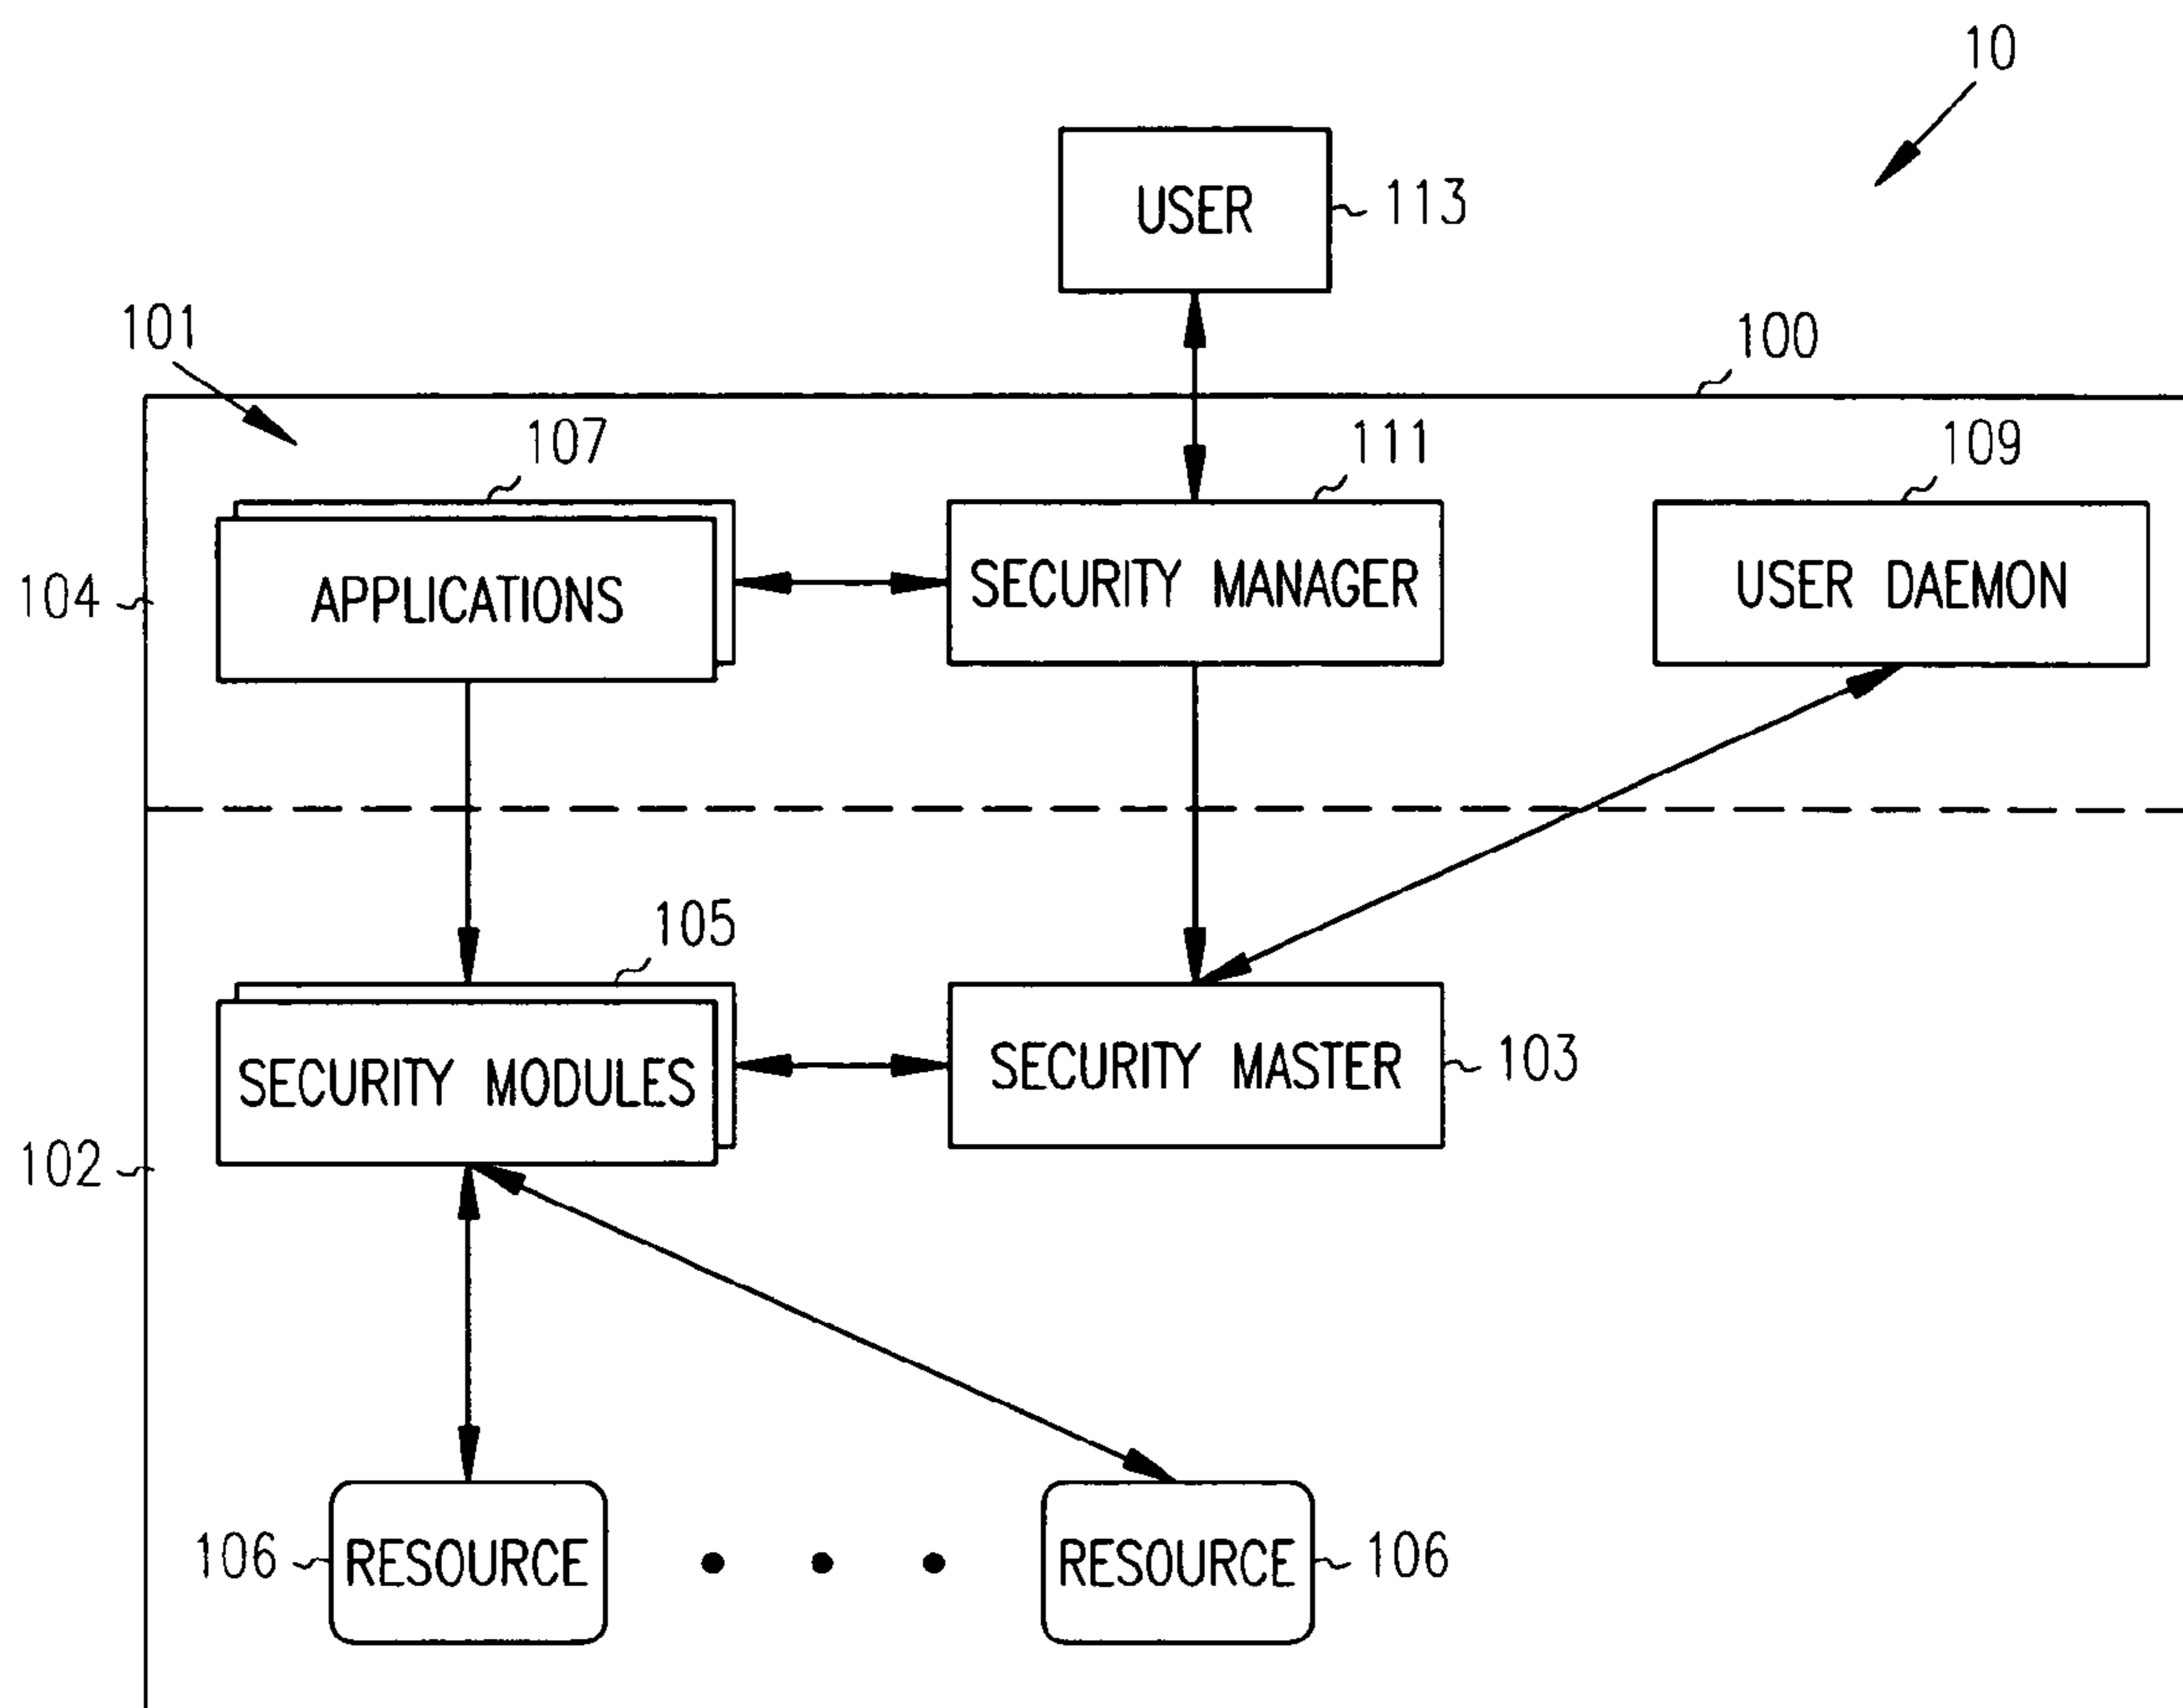 10
USER
113
101
100
107
111
109
104
APPLICATIONS
SECURITY MANAGER
USER DAEMON
105
SECURITY MODULES
SECURITY MASTER
103
102
106
RESOURCE
RESOURCE
106